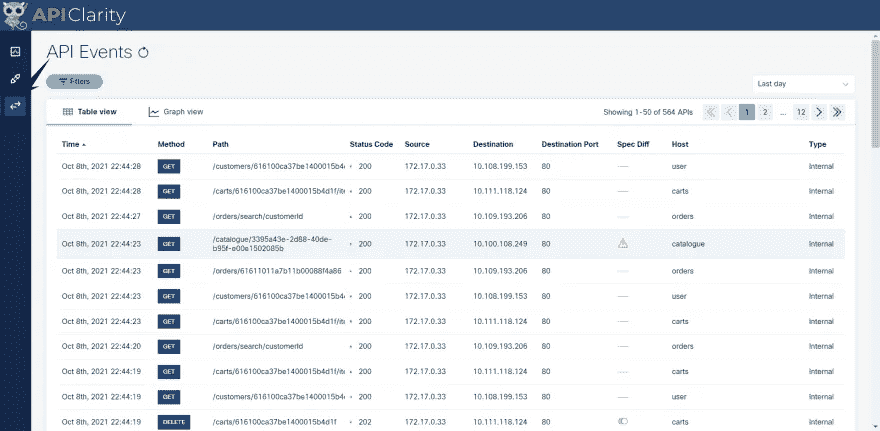 APIClarity
API Events
Filters
Last day
Table view Graph view Showing 1-50 of 564 APIs 1 2 ... 12
Time Method Path Status Code Source Destination Destination Port Spec Diff Host Type
Oct 8th, 2021 22:44:28 GET /customers/616100ca37be1400015b4 200 172.17.0.33 10.108.199.153 80 user Internal
Oct 8th, 2021 22:44:28 GET /carts/616100ca37be1400015b4d1f/ite 200 172.17.0.33 10.111.118.124 80 carts Internal
Oct 8th, 2021 22:44:27 GET /orders/search/customerId 200 172.17.0.33 10.109.193.206 80 orders Internal
Oct 8th, 2021 22:44:23 GET /catalogue/3395a43e-2d88-40de-
b95f-e00e1502085b 200 172.17.0.33 10.100.108.249 80 catalogue Internal
Oct 8th, 2021 22:44:23 GET /orders/61611011a7b11b00088f4a86 200 172.17.0.33 10.109.193.206 80 orders Internal
Oct 8th, 2021 22:44:23 GET /customers/616100ca37be1400015b4 200 172.17.0.33 10.108.199.153 80 user Internal
Oct 8th, 2021 22:44:23 GET /carts/616100ca37be1400015b4d1f/ite 200 172.17.0.33 10.111.118.124 80 carts Internal
Oct 8th, 2021 22:44:20 GET /orders/search/customerId 200 172.17.0.33 10.109.193.206 80 orders Internal
Oct 8th, 2021 22:44:19 GET /carts/616100ca37be1400015b4d1f/ite 200 172.17.0.33 10.111.118.124 80 carts Internal
Oct 8th, 2021 22:44:19 GET /customers/616100ca37be1400015b4 200 172.17.0.33 10.108.199.153 80 user Internal
Oct 8th, 2021 22:44:19 DELETE /carts/616100ca37be1400015b4d1f 202 172.17.0.33 10.111.118.124 80 carts Internal